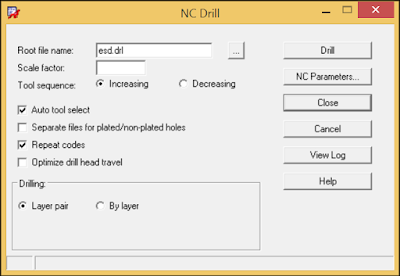 NC Drill
Root file name: esd.drl ...
Scale factor:
Tool sequence: Increasing Decreasing
Auto tool select
Separate files for plated/non-plated holes
Repeat codes
Optimize drill head travel
Drilling:
Layer pair By layer
Drill
NC Parameters...
Close
Cancel
View Log
Help